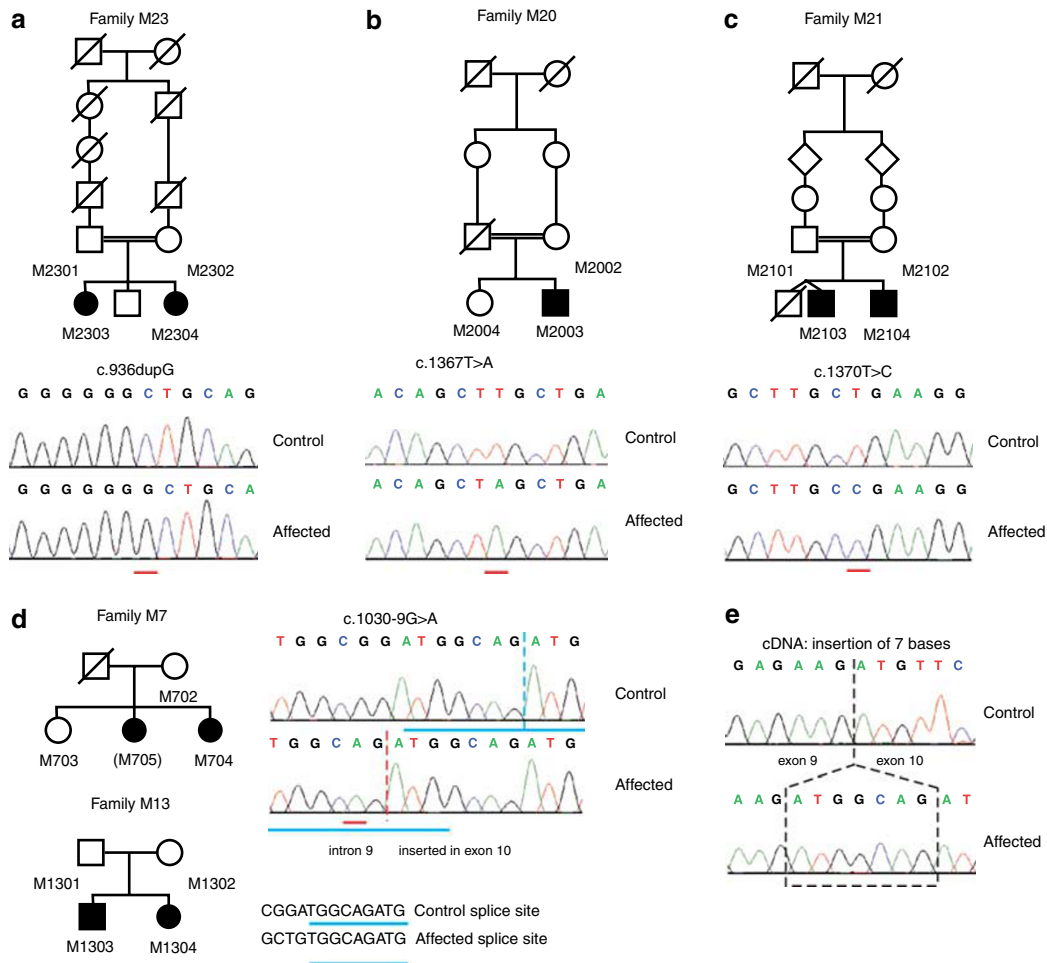 a
Family M23
M2301
M2302
M2303
M2304
c.936dupG
G G G G G G C T G C A G
Control
G G G G G G G C T G C A
Affected
b
Family M20
M2002
M2004
M2003
c.1367T>A
A C A G C T T G C T G A
Control
A C A G C T A G C T G A
Affected
c
Family M21
M2101
M2102
M2103
M2104
c.1370T>C
G C T T G C T G A A G G
Control
G C T T G C C G A A G G
Affected
d
Family M7
M702
M703
(M705)
M704
Family M13
M1301
M1302
M1303
M1304
c.1030-9G>A
T G G C G G A T G G C A G A T G
Control
T G G C A G A T G G C A G A T G
Affected
intron 9
inserted in exon 10
CGGATGGCAGATG Control splice site
GCTGTGGCAGATG Affected splice site
e
cDNA: insertion of 7 bases
G A G A A G A T G T T C
Control
exon 9
exon 10
A A G A T G G C A G A T
Affected